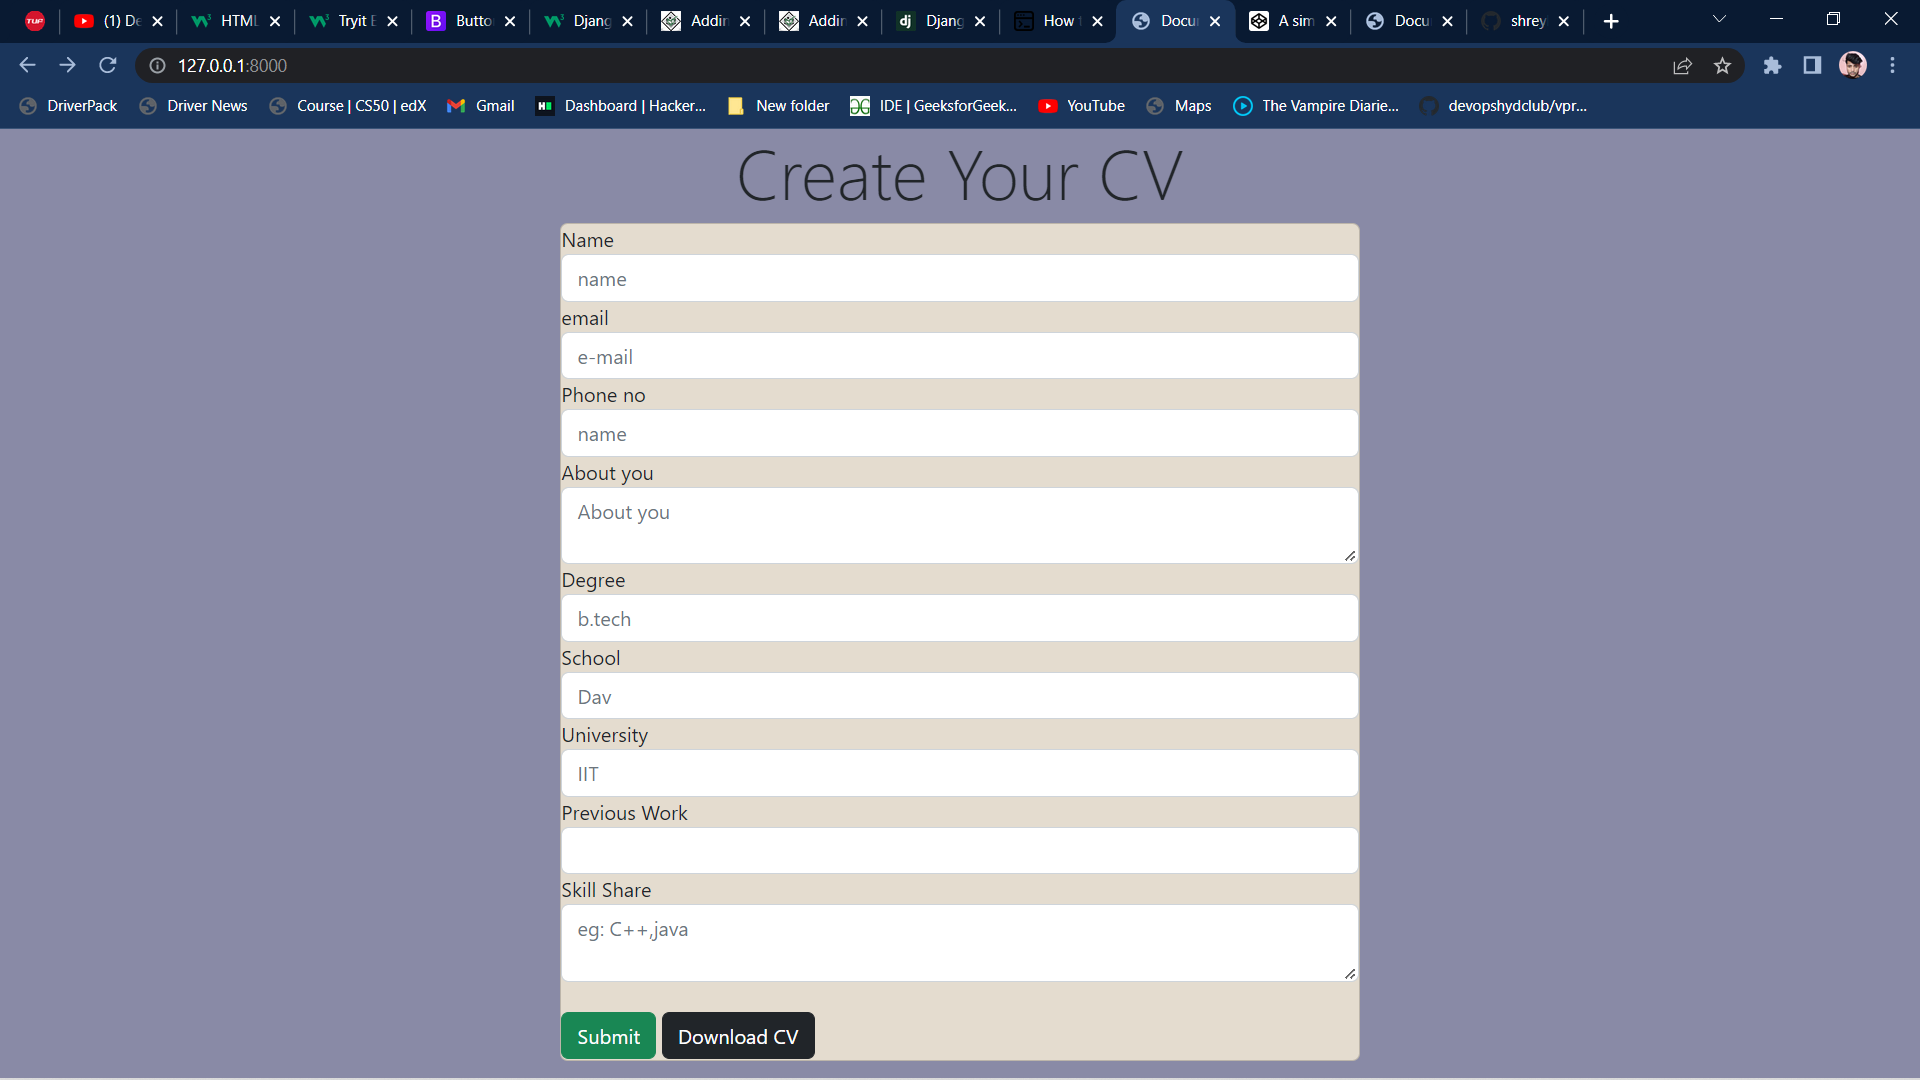 TUF (1) De HTML Tryit E Butto Djang Addin Addin Djang How t Docu A sim Docu shrey
127.0.0.1:8000
DriverPack Driver News Course | CS50 | edX Gmail Dashboard | Hacker... New folder IDE | GeeksforGeek... YouTube Maps The Vampire Diarie... devopshydclub/vpr...
Create Your CV
Name
name
email
e-mail
Phone no
name
About you
About you
Degree
b.tech
School
Dav
University
IIT
Previous Work
Skill Share
eg: C++,java
Submit Download CV